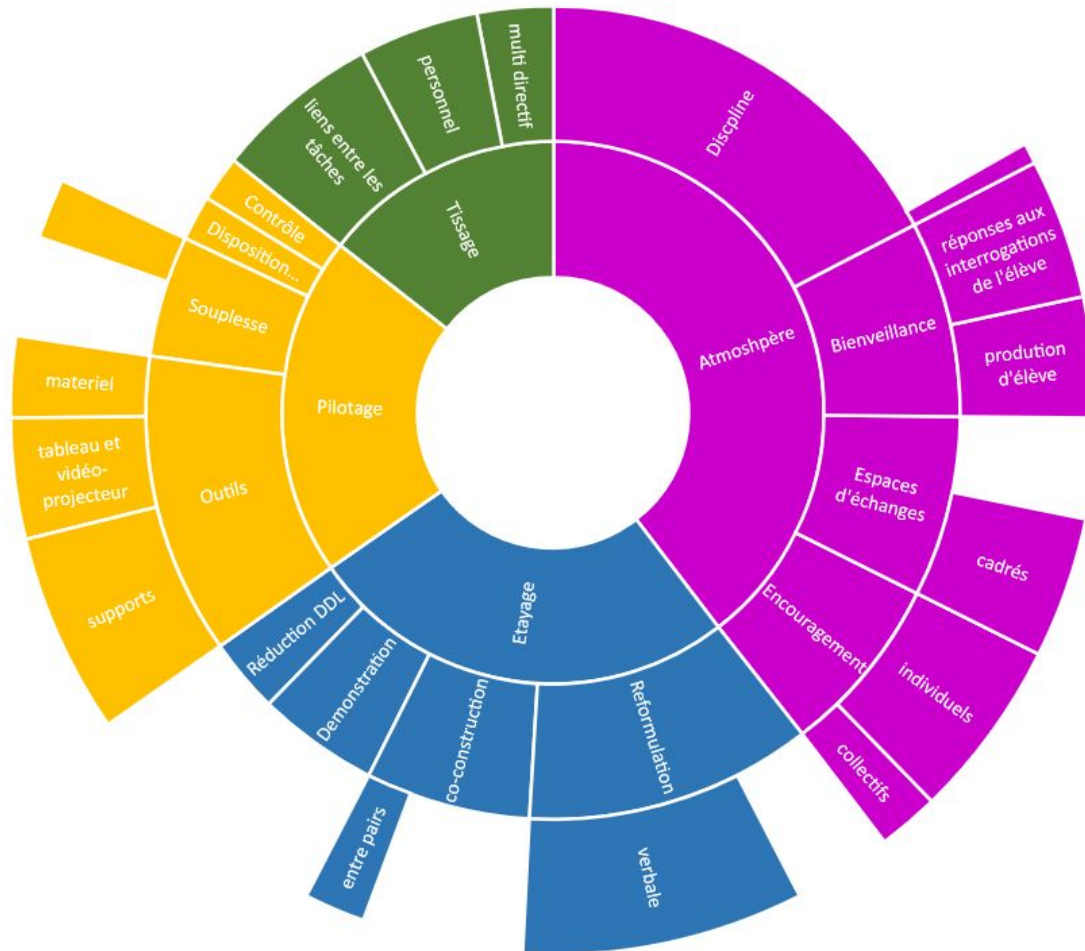 multi directif
personnel
liens entre les
tâches
Tissage
Discpline
réponses aux
interrogations
de l'élève
prodution
d'élève
Bienveillance
Atmoshpère
Espaces
d'échanges
cadrés
Encouragement
individuels
collectifs
Contrôle
Disposition...
Souplesse
Pilotage
materiel
tableau et
vidéo-
projecteur
Outils
supports
Etayage
Réduction DDL
Demonstration
co-construction
Reformulation
entre pairs
verbale